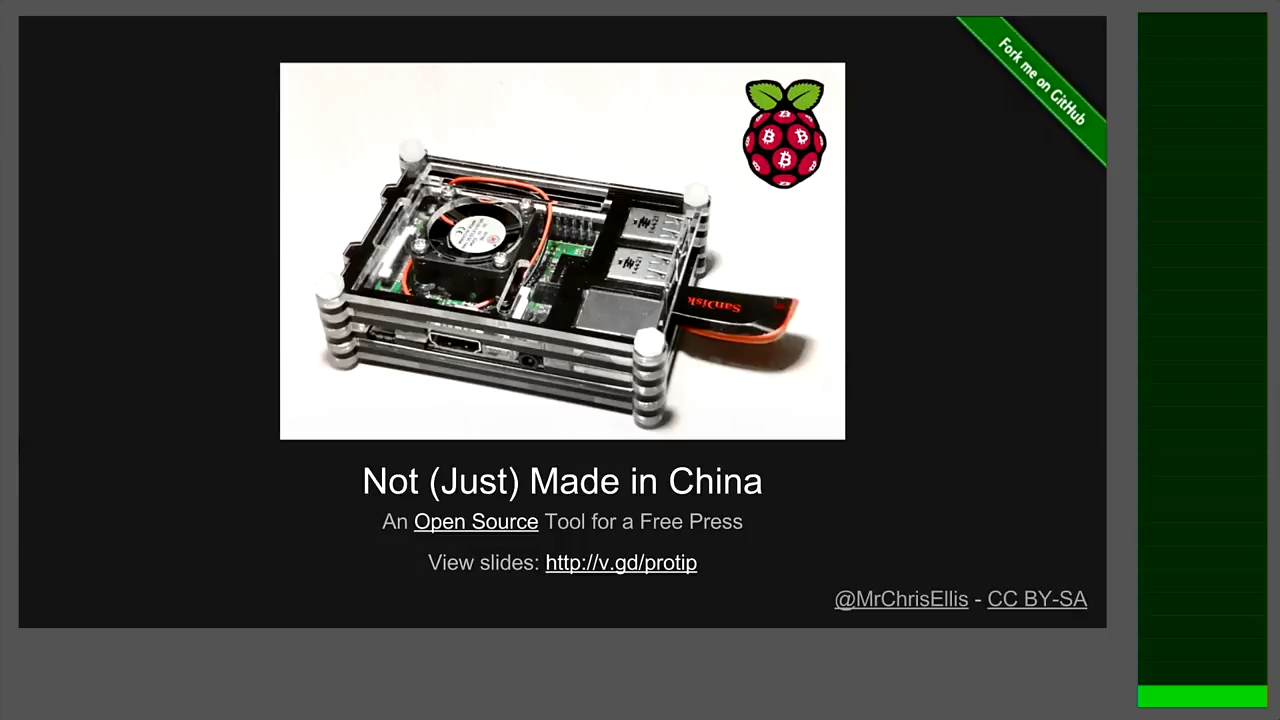 Fork me on GitHub
SanDisk
Not (Just) Made in China
An Open Source Tool for a Free Press
View slides: http://v.gd/protip
@MrChrisEllis - CC BY-SA